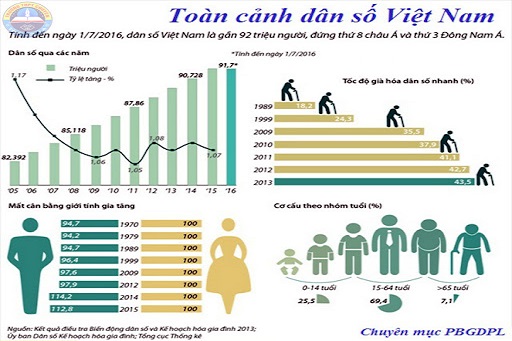 Toàn cảnh dân số Việt Nam
Tính đến ngày 1/7/2016, dân số Việt Nam là gần 92 triệu người, đứng thứ 8 châu Á và thứ 3 Đông Nam Á.
Dân số qua các năm
*Tính đến ngày 1/7/2016
Triệu người
Tỷ lệ tăng - %
1,17
82,392
85,118
1,06
87,86
1,05
1,08
90,728
1,07
91,7*
'05 '06 '07 '08 '09 '10 '11 '12 '13 '14 '15 '16
Tốc độ già hóa dân số nhanh (%)
1989 18,2
1999 24,3
2009 35,5
2010 37,9
2011 41,1
2012 42,7
2013 43,5
Mất cân bằng giới tính gia tăng
94,7 1970 100
94,2 1979 100
94,7 1989 100
96,4 1999 100
97,6 2009 100
97,9 2012 100
114,2 2014 100
112,8 2015 100
Cơ cấu theo nhóm tuổi (%)
0-14 tuổi 15-64 tuổi >65 tuổi
25,5 69,4 7,1
Nguồn: Kết quả điều tra Biến động dân số và Kế hoạch hóa gia đình 2013;
Ủy ban Dân số Kế hoạch hóa gia đình; Tổng cục Thống kê
Chuyên mục PBGDPL